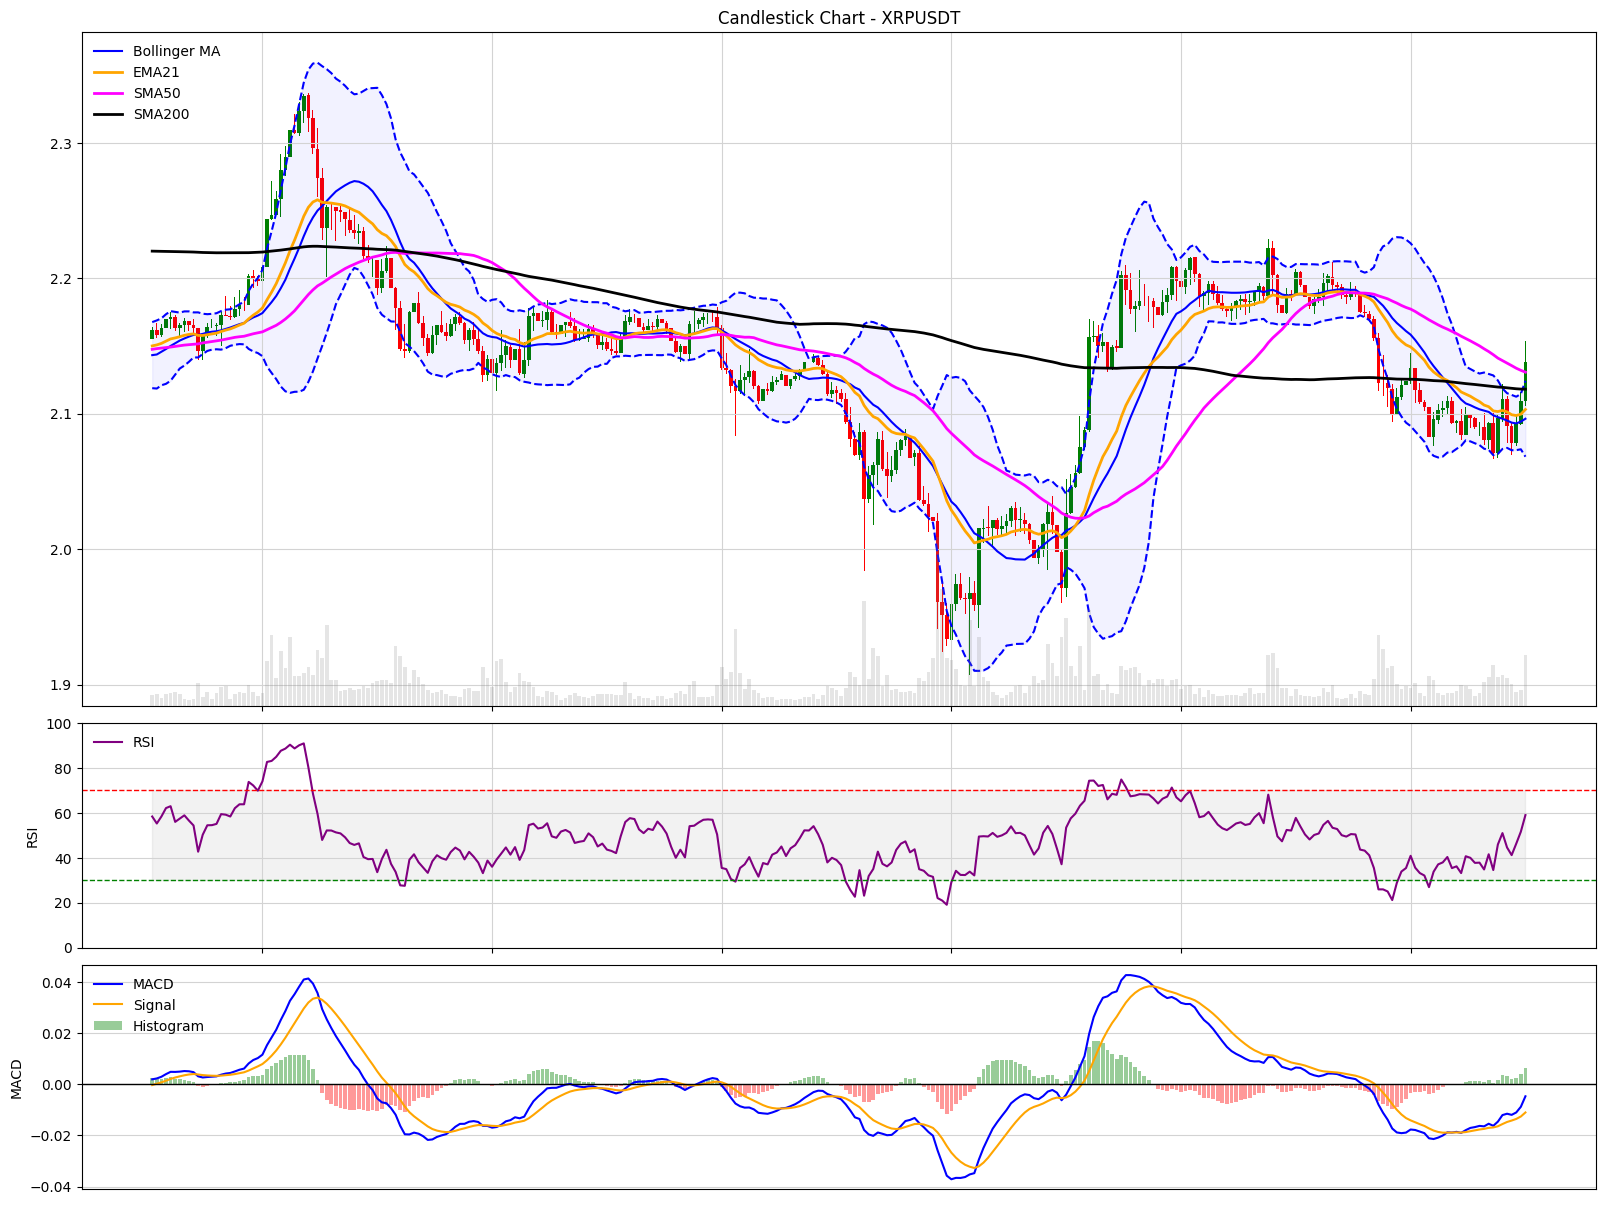 Candlestick Chart - XRPUSDT
Bollinger MA
EMA21
SMA50
SMA200
2.3
2.2
2.1
2.0
1.9
RSI
100
80
60
40
20
0
RSI
MACD
Signal
Histogram
0.04
0.02
0.00
−0.02
−0.04
MACD